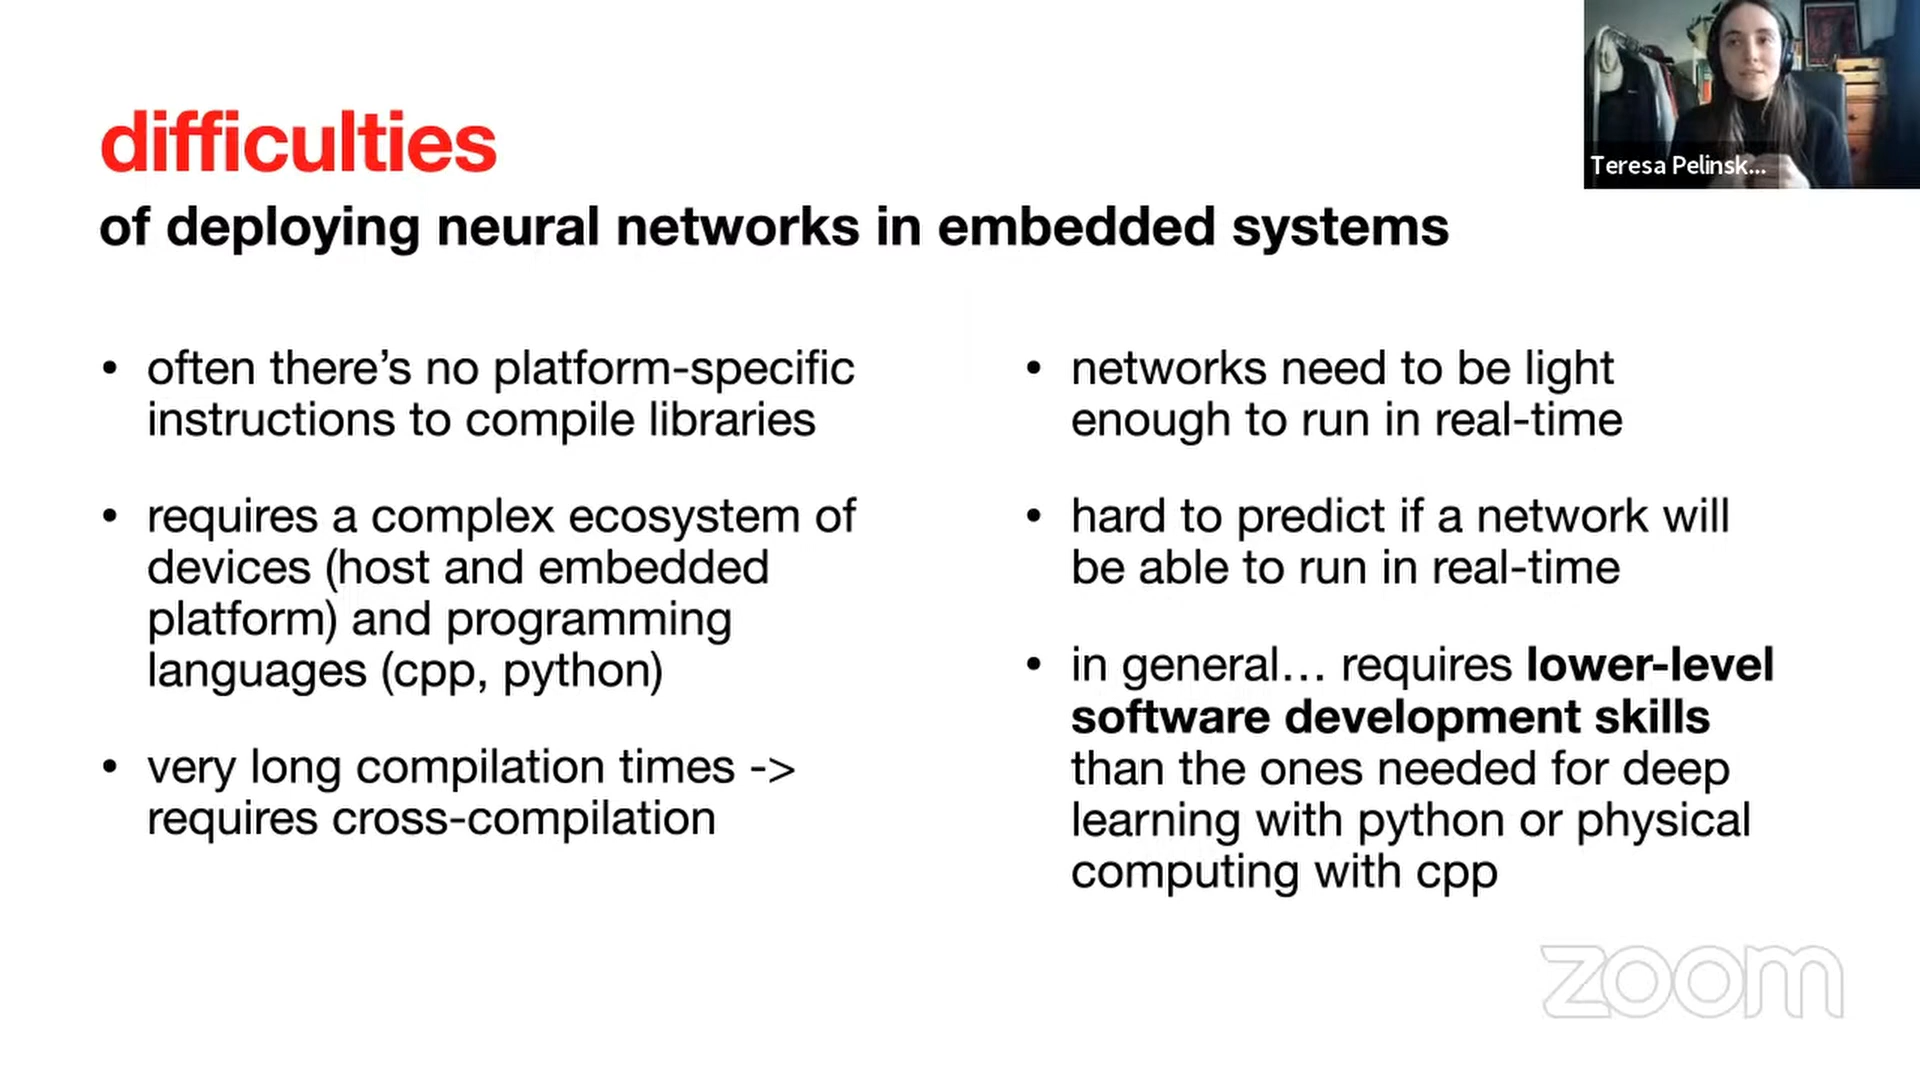 difficulties
of deploying neural networks in embedded systems
• often there’s no platform-specific
instructions to compile libraries
• requires a complex ecosystem of
devices (host and embedded
platform) and programming
languages (cpp, python)
• very long compilation times ->
requires cross-compilation
• networks need to be light
enough to run in real-time
• hard to predict if a network will
be able to run in real-time
• in general… requires lower-level
software development skills
than the ones needed for deep
learning with python or physical
computing with cpp
Teresa Pelinsk...
zoom